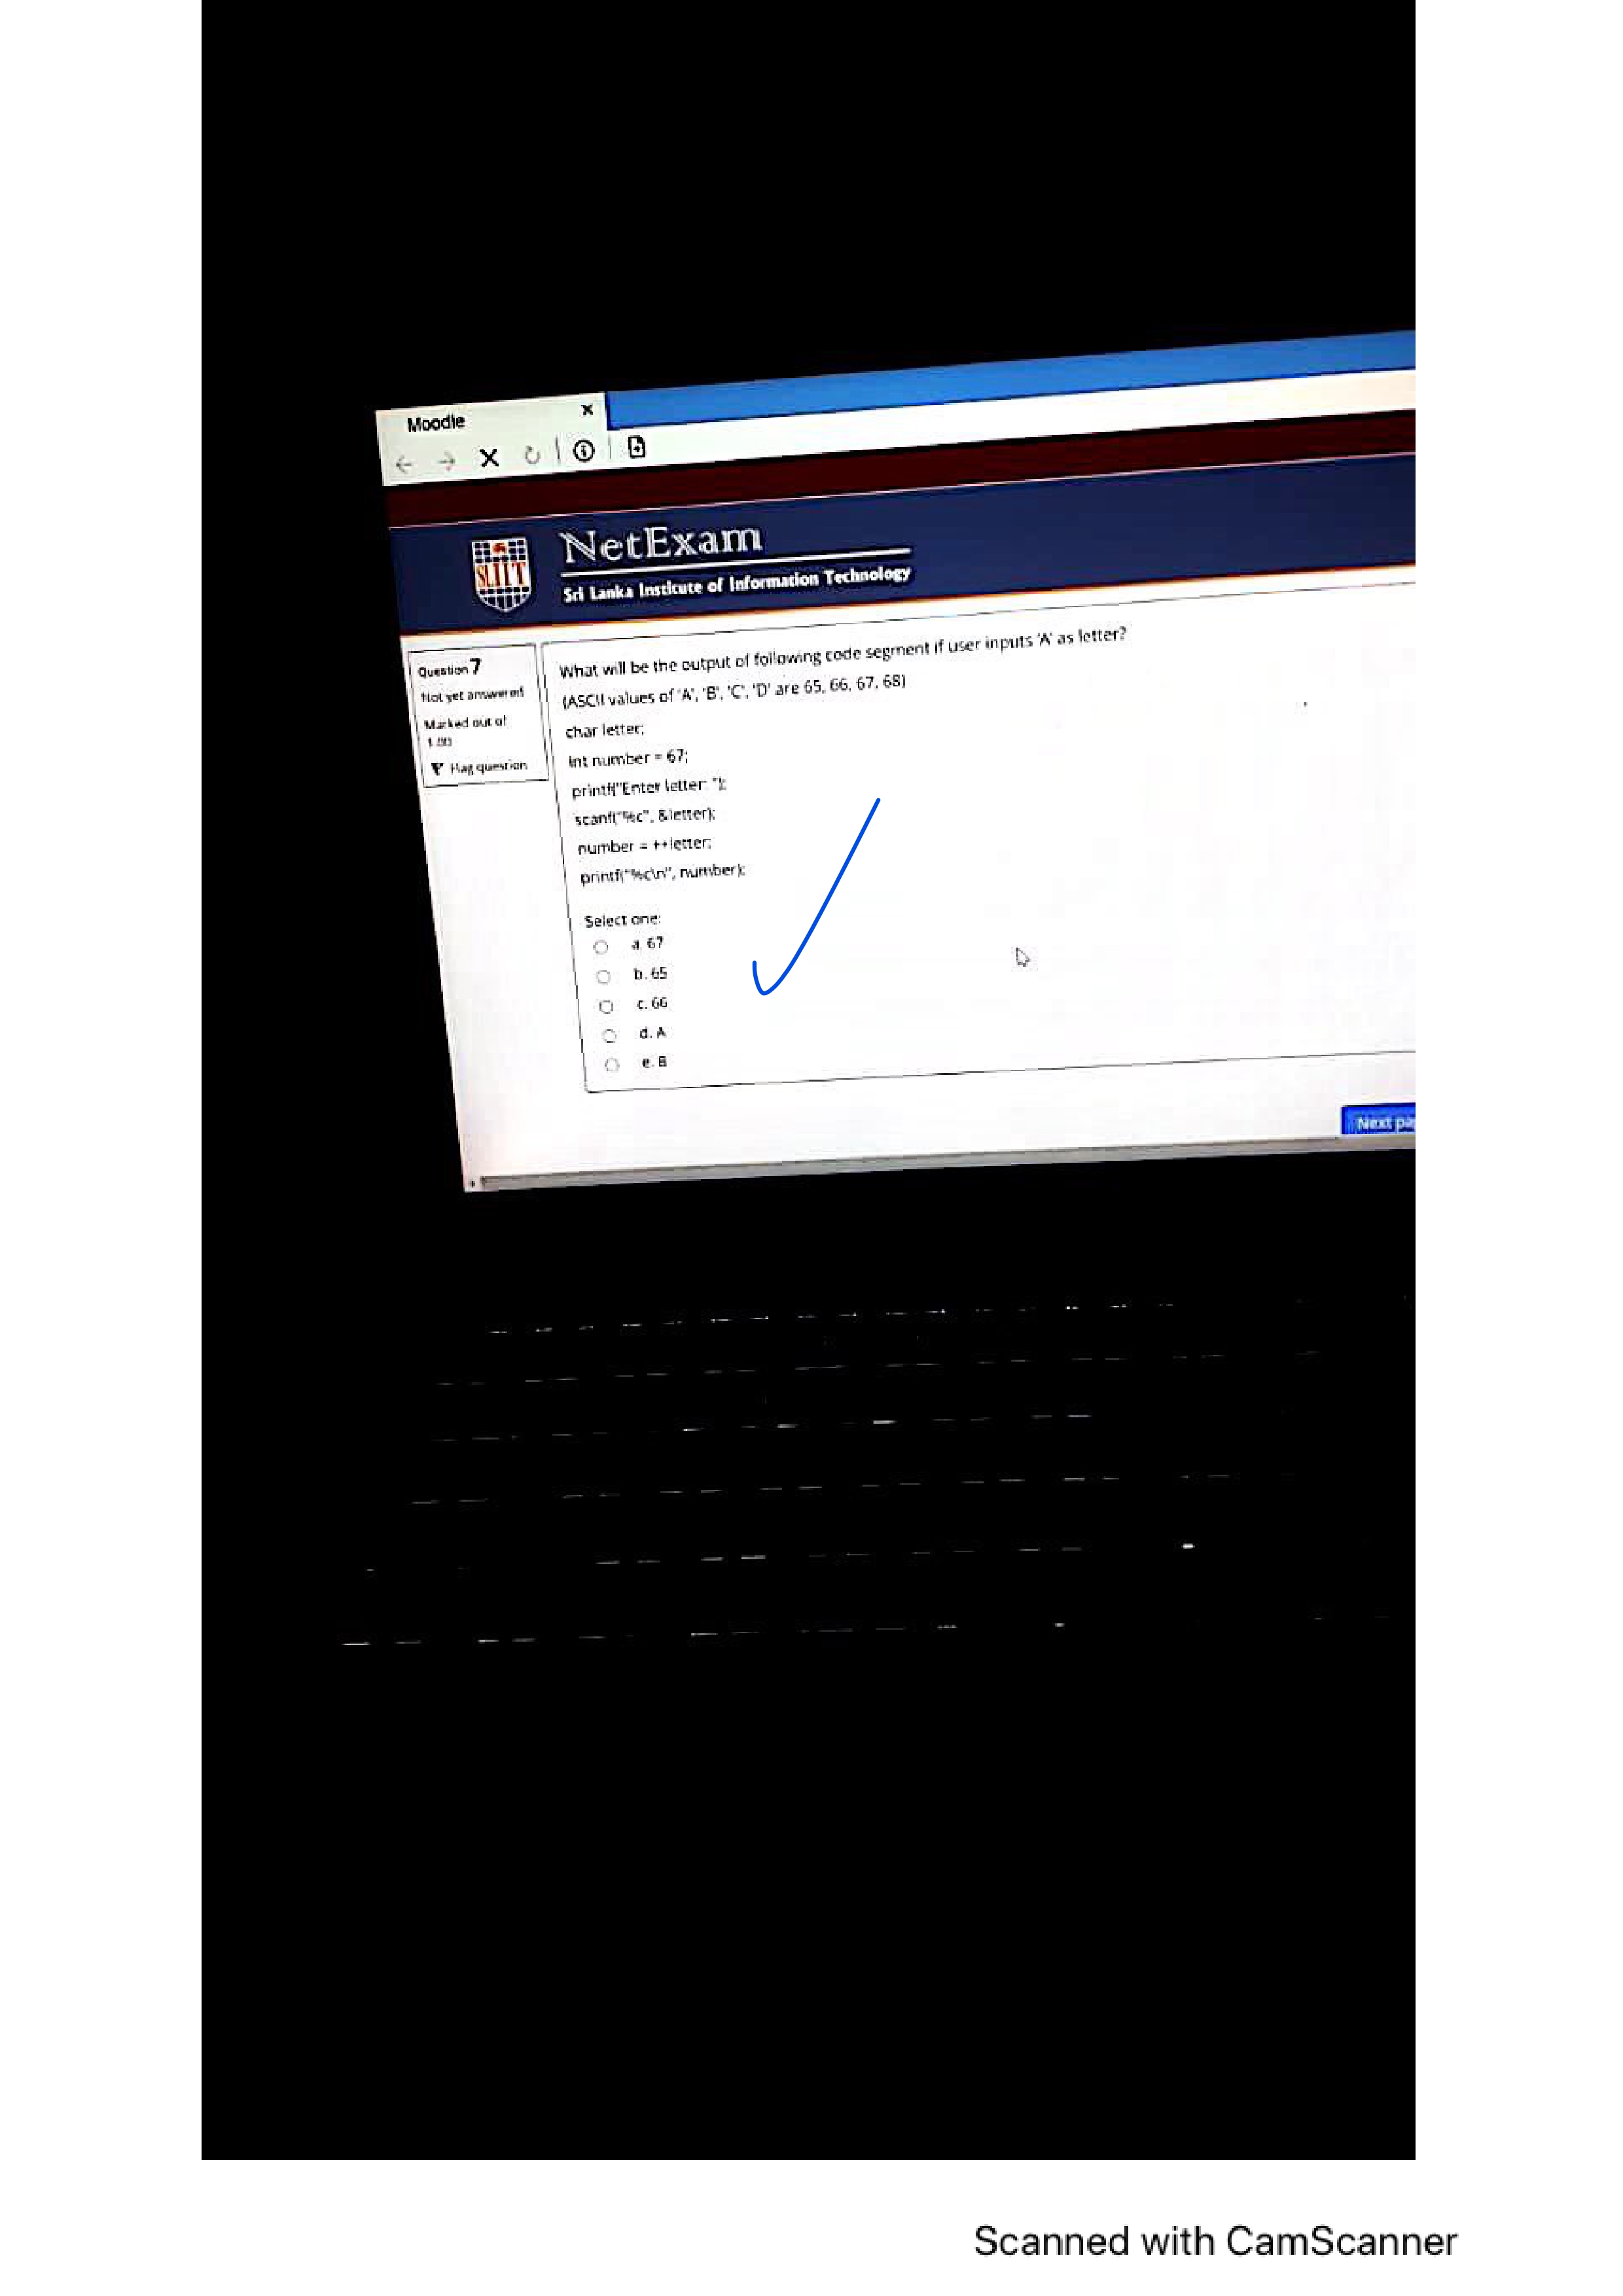 Moodle
NetExam
SLIIT
Sri Lanka Institute of Information Technology
Question 7
Not yet answered
Marked out of
1.00
Flag question
What will be the output of following code segment if user inputs 'A' as letter?
(ASCII values of 'A', 'B', 'C', 'D' are 65, 66, 67, 68)
char letter;
int number = 67;
printf("Enter letter: ");
scanf("%c", &letter);
number = ++letter;
printf("%c\n", number);
Select one:
a. 67
b. 65
c. 66
d. A
e. B
Next pa
Scanned with CamScanner